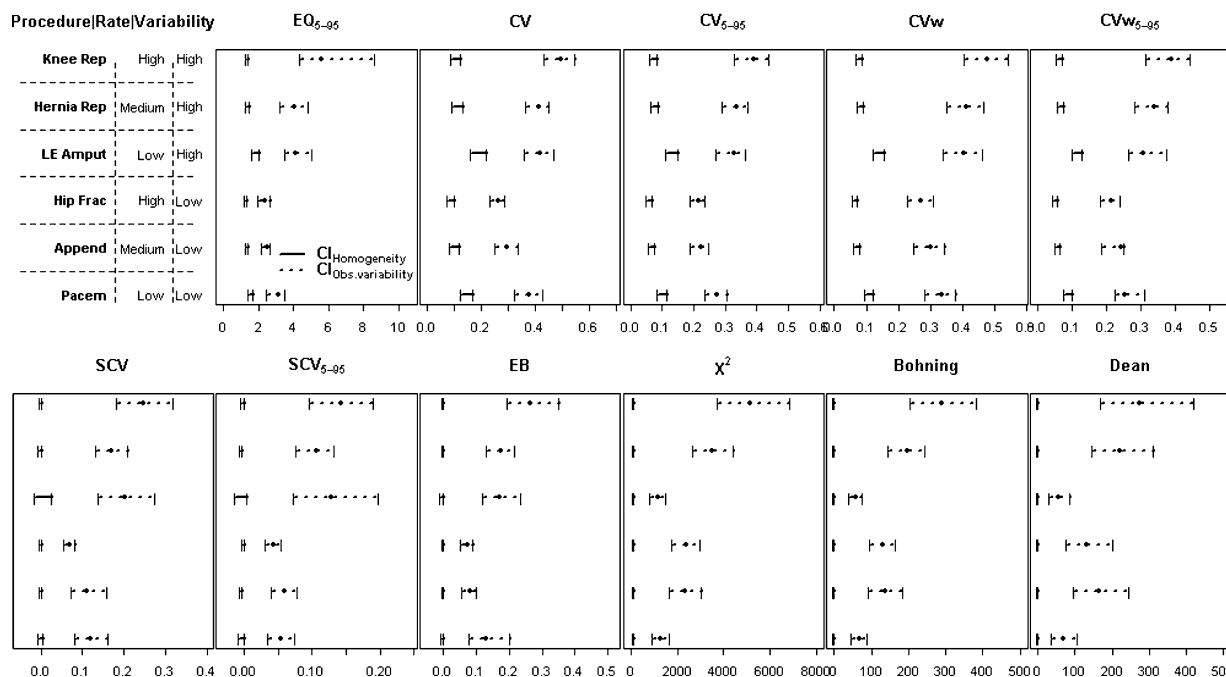 Procedure|Rate|Variability EQ5–95 CV CV5–95 CVw CVw5–95
Knee Rep High High
Hernia Rep Medium High
LE Amput Low High
Hip Frac High Low
Append Medium Low
CIHomogeneity
CIObs.variability
Pacem Low Low
0 2 4 6 8 10 0.0 0.2 0.4 0.6 0.0 0.1 0.2 0.3 0.4 0.5 0.6 0.0 0.1 0.2 0.3 0.4 0.5 0.6 0.0 0.1 0.2 0.3 0.4 0.5
SCV SCV5–95 EB χ2 Bohning Dean
0.0 0.1 0.2 0.3 0.4 0.00 0.10 0.20 0.0 0.1 0.2 0.3 0.4 0.5 0 2000 4000 6000 8000 0 100 200 300 400 500 0 100 200 300 400